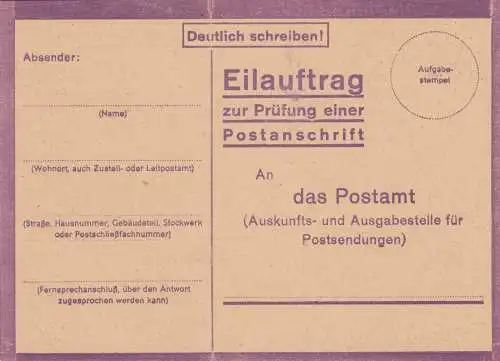 Deutlich schreiben!
Absender:
(Name)
(Wohnort, auch Zustell- oder Leitpostamt)
(Straße, Hausnummer, Gebäudeteil, Stockwerk
oder Postschließfachnummer)
(Fernsprechanschluß, über den Antwort
zugesprochen werden kann)
Eilauftrag
zur Prüfung einer
Postanschrift
Aufgabe-
stempel
An
das Postamt
(Auskunfts- und Ausgabestelle für
Postsendungen)